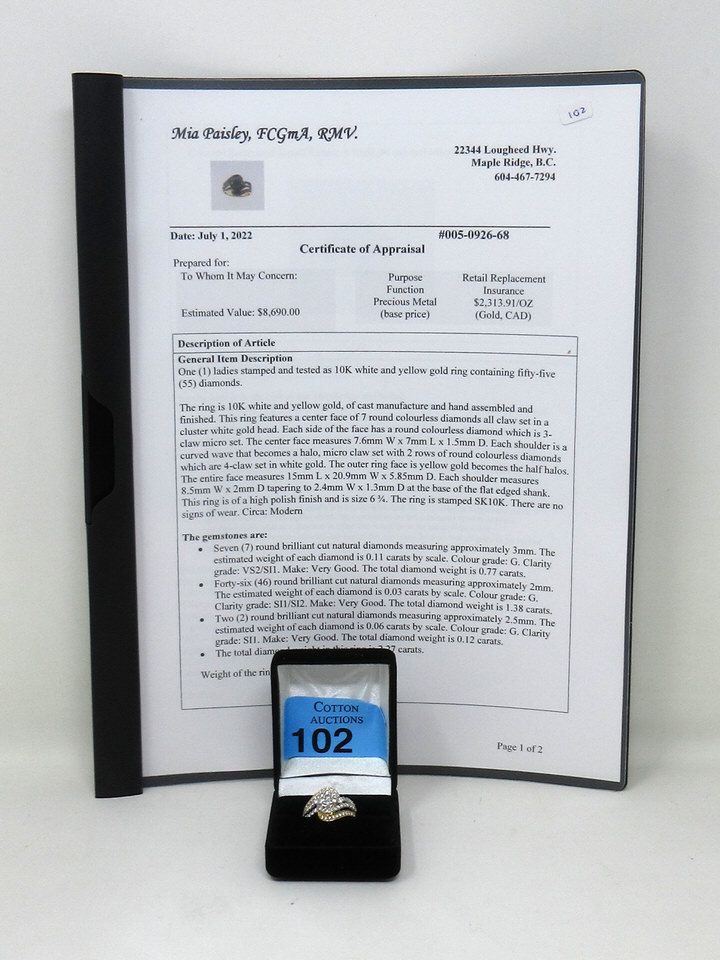 102
Mia Paisley, FCGmA, RMV.
22344 Lougheed Hwy.
Maple Ridge, B.C.
604-467-7294
Date: July 1, 2022
#005-0926-68
Certificate of Appraisal
Prepared for:
To Whom It May Concern:
Estimated Value: $8,690.00
Purpose
Function
Precious Metal
(base price)
Retail Replacement
Insurance
$2,313.91/OZ
(Gold, CAD)
Description of Article
General Item Description
One (1) ladies stamped and tested as 10K white and yellow gold ring containing fifty-five
(55) diamonds.
The ring is 10K white and yellow gold, of cast manufacture and hand assembled and
finished. This ring features a center face of 7 round colourless diamonds all claw set in a
cluster white gold head. Each side of the face has a round colourless diamond which is 3-
claw micro set. The center face measures 7.6mm W x 7mm L x 1.5mm D. Each shoulder is a
curved wave that becomes a halo, micro claw set with 2 rows of round colourless diamonds
which are 4-claw set in white gold. The outer ring face is yellow gold becomes the half halos.
The entire face measures 15mm L x 20.9mm W x 5.85mm D. Each shoulder measures
8.5mm W x 2mm D tapering to 2.4mm W x 1.3mm D at the base of the flat edged shank.
This ring is of a high polish finish and is size 6 ¾. The ring is stamped SK10K. There are no
signs of wear. Circa: Modern
The gemstones are:
• Seven (7) round brilliant cut natural diamonds measuring approximately 3mm. The
estimated weight of each diamond is 0.11 carats by scale. Colour grade: G. Clarity
grade: VS2/SI1. Make: Very Good. The total diamond weight is 0.77 carats.
• Forty-six (46) round brilliant cut natural diamonds measuring approximately 2mm.
The estimated weight of each diamond is 0.03 carats by scale. Colour grade: G.
Clarity grade: SI1/SI2. Make: Very Good. The total diamond weight is 1.38 carats.
• Two (2) round brilliant cut natural diamonds measuring approximately 2.5mm. The
estimated weight of each diamond is 0.06 carats by scale. Colour grade: G. Clarity
grade: SI1. Make: Very Good. The total diamond weight is 0.12 carats.
• The total diamond weight in this ring is 2.27 carats.
Weight of the ring
Page 1 of 2
COTTON
AUCTIONS
102